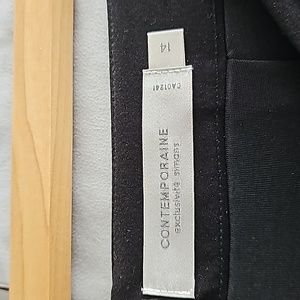 14
CONTEMPORAINE
exclusivité simons
CA01241